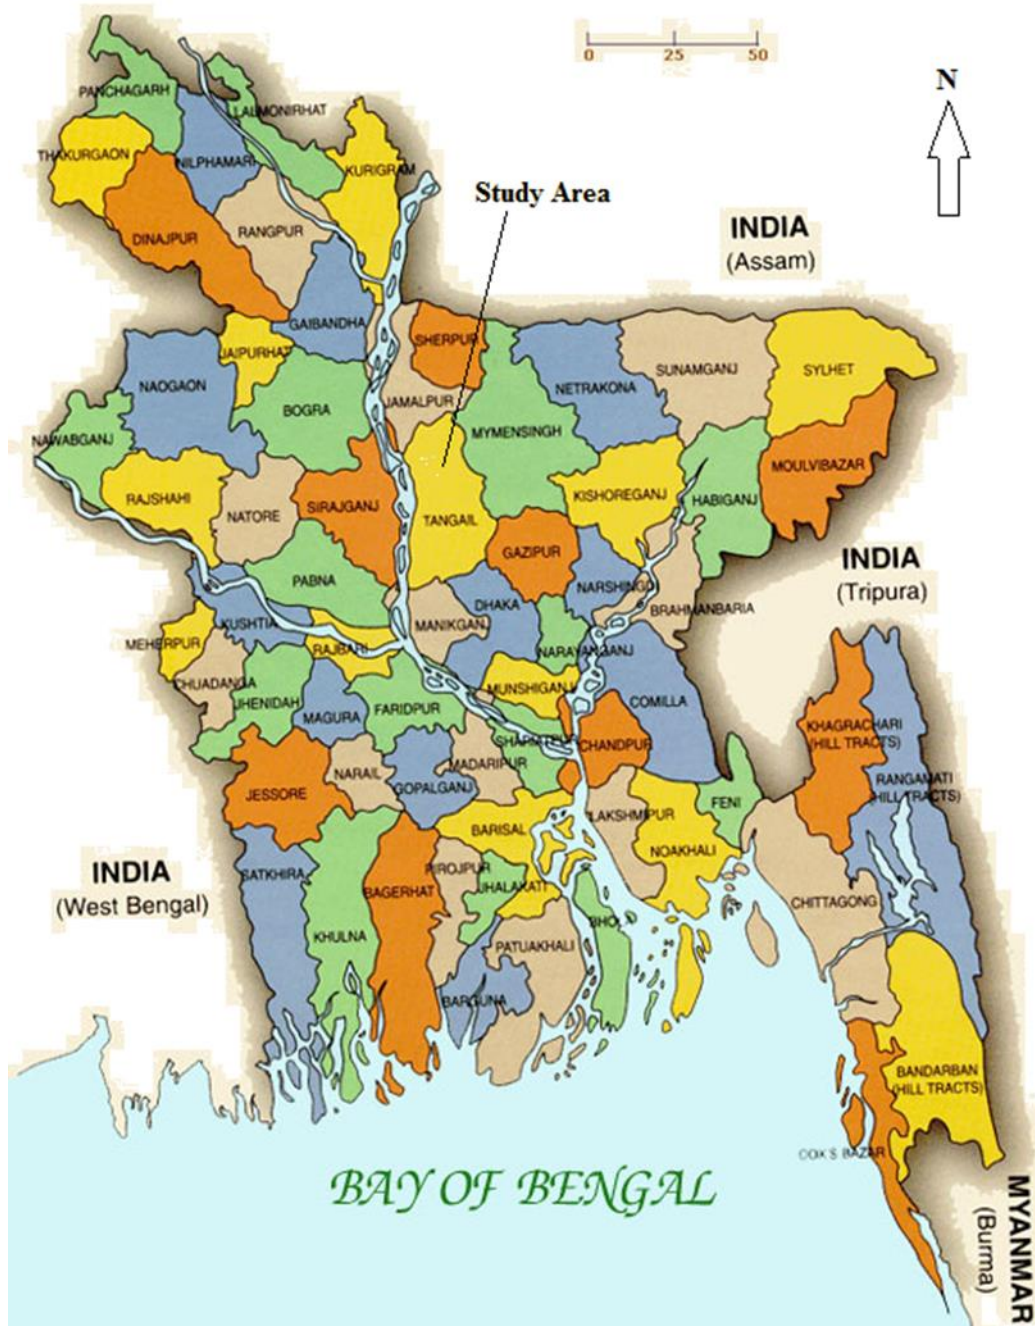 0 25 50
N
PANCHAGARH
LALMONIRHAT
THAKURGAON
NILPHAMARI
KURIGRAM
Study Area
DINAJPUR
RANGPUR
INDIA
(Assam)
GAIBANDHA
SHERPUR
JAIPURHAT
NAOGAON
SUNAMGANJ
SYLHET
NETRAKONA
JAMALPUR
BOGRA
NAWABGANJ
MYMENSINGH
MOULVIBAZAR
RAJSHAHI
KISHOREGANJ
HABIGANJ
SIRAJGANJ
NATORE
TANGAIL
GAZIPUR
INDIA
(Tripura)
PABNA
NARSHINGDI
DHAKA
BRAHMANBARIA
KUSHTIA
MANIKGANJ
MEHERPUR
RAJBARI
NARAYANGANJ
CHUADANGA
JHENIDAH
MUNSHIGANJ
COMILLA
MAGURA
FARIDPUR
SHARIATPUR
CHANDPUR
KHAGRACHARI
(HILL TRACTS)
MADARIPUR
NARAIL
GOPALGANJ
RANGAMATI
(HILL TRACTS)
JESSORE
FENI
LAKSHMIPUR
BARISAL
NOAKHALI
INDIA
(West Bengal)
SATKHIRA
PIROJPUR
BAGERHAT
JHALAKATI
CHITTAGONG
BHOLA
KHULNA
PATUAKHALI
BARGUNA
BANDARBAN
(HILL TRACTS)
COX'S BAZAR
BAY OF BENGAL
MYANMAR
(Burma)